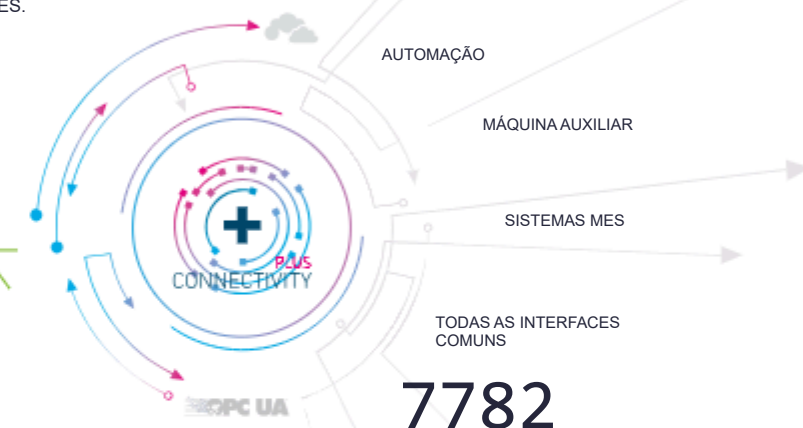 ES.
AUTOMAÇÃO
MÁQUINA AUXILIAR
SISTEMAS MES
PLUS
CONNECTIVITY
TODAS AS INTERFACES
COMUNS
OPC UA
7782